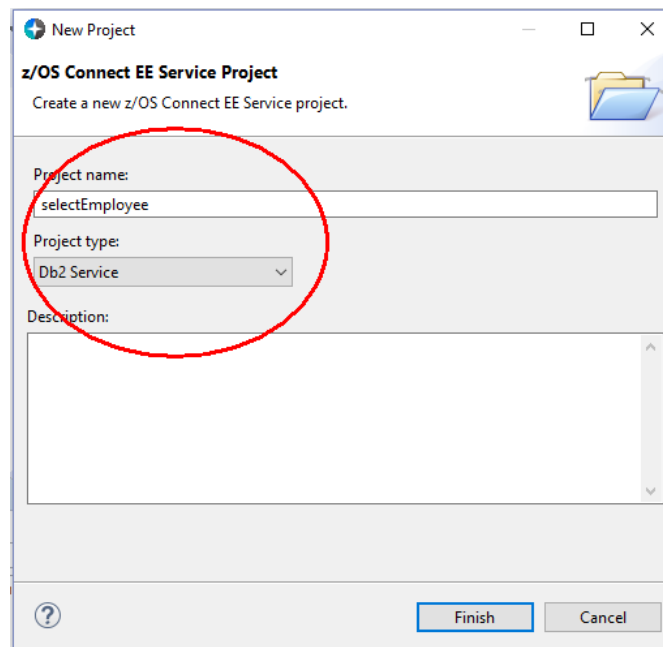 New Project
z/OS Connect EE Service Project
Create a new z/OS Connect EE Service project.
Project name:
selectEmployee
Project type:
Db2 Service
Description:
?
Finish
Cancel